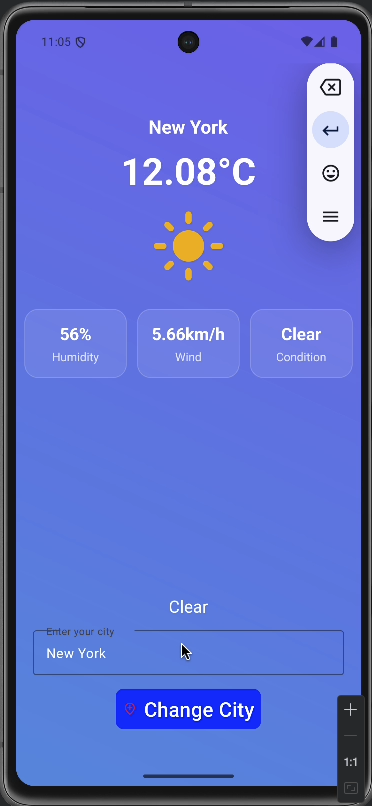 11:05
New York
12.08°C
56%
Humidity
5.66km/h
Wind
Clear
Condition
Clear
Enter your city
New York
Change City
1:1